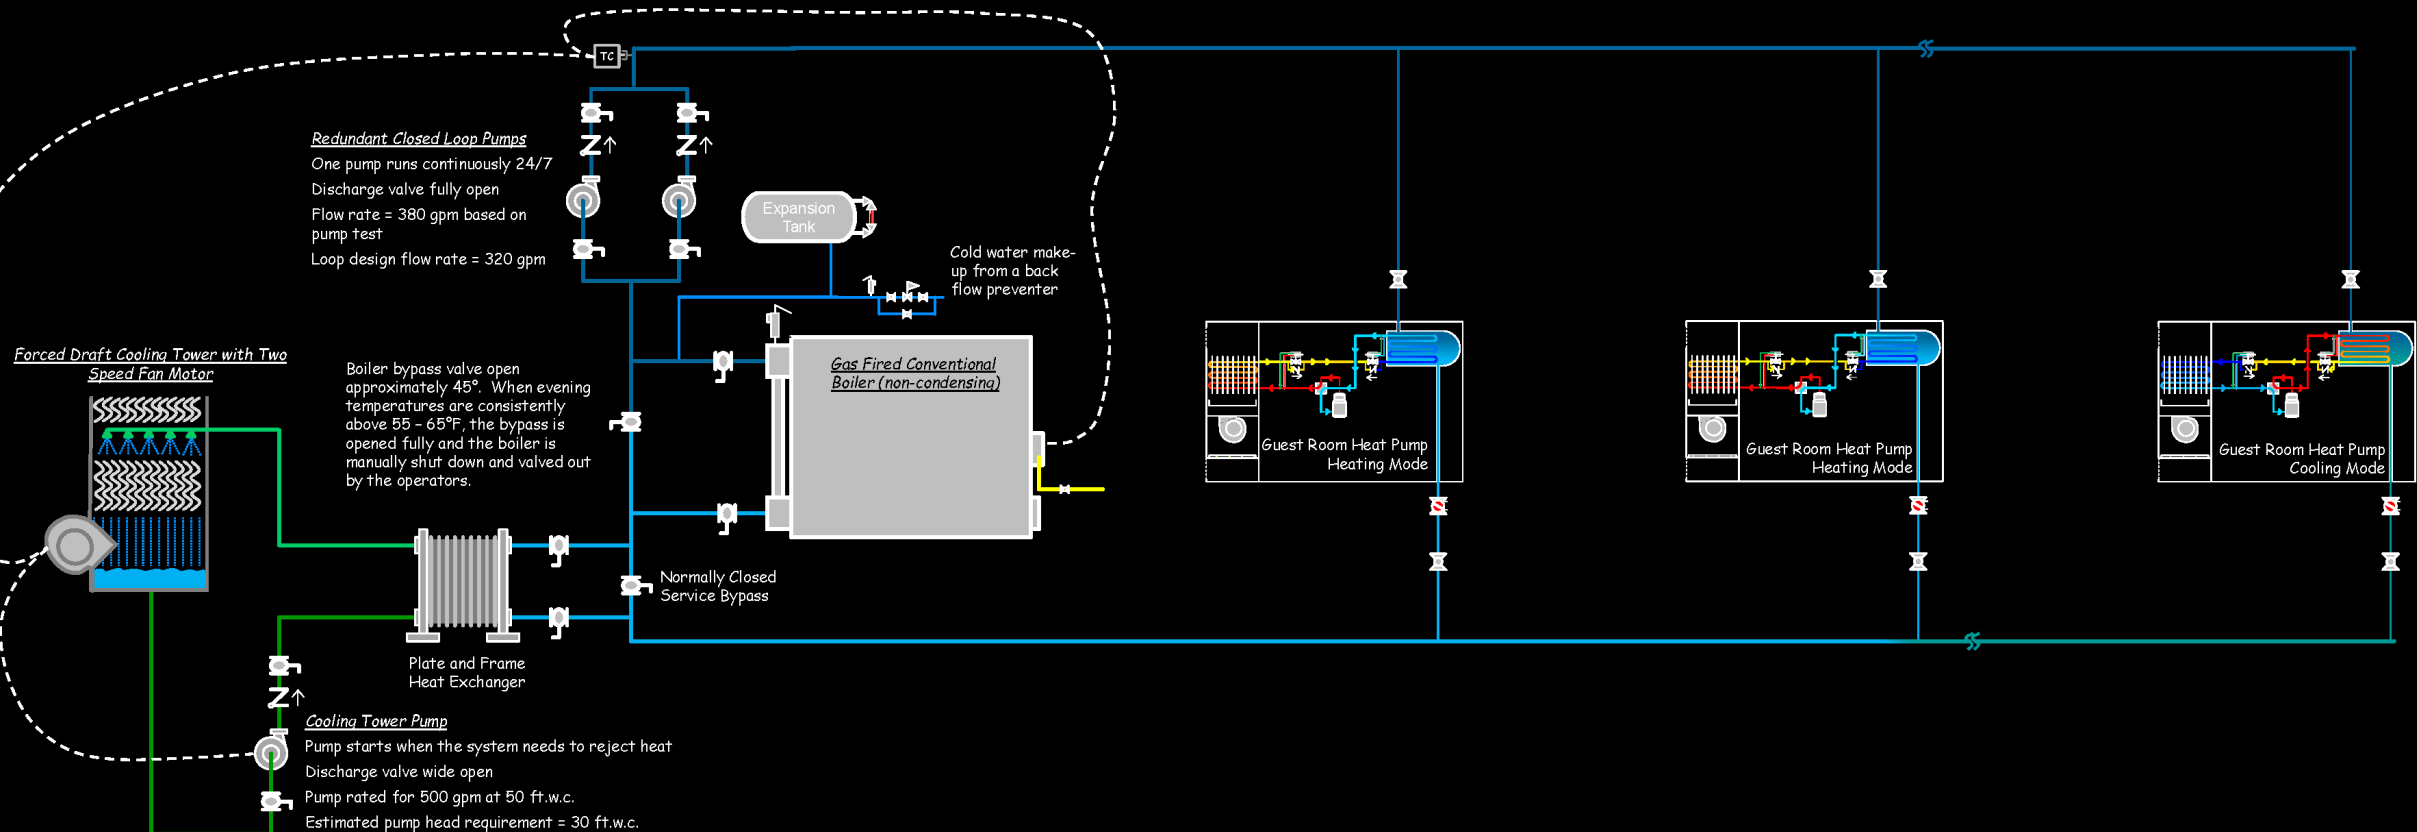 TC
Redundant Closed Loop Pumps
One pump runs continuously 24/7
Discharge valve fully open
Flow rate = 380 gpm based on
pump test
Loop design flow rate = 320 gpm
Expansion
Tank
Cold water make-
up from a back
flow preventer
Forced Draft Cooling Tower with Two
Speed Fan Motor
Boiler bypass valve open
approximately 45°. When evening
temperatures are consistently
above 55 - 65°F, the bypass is
opened fully and the boiler is
manually shut down and valved out
by the operators.
Gas Fired Conventional
Boiler (non-condensing)
Guest Room Heat Pump
Heating Mode
Guest Room Heat Pump
Heating Mode
Guest Room Heat Pump
Cooling Mode
Normally Closed
Service Bypass
Plate and Frame
Heat Exchanger
Cooling Tower Pump
Pump starts when the system needs to reject heat
Discharge valve wide open
Pump rated for 500 gpm at 50 ft.w.c.
Estimated pump head requirement = 30 ft.w.c.